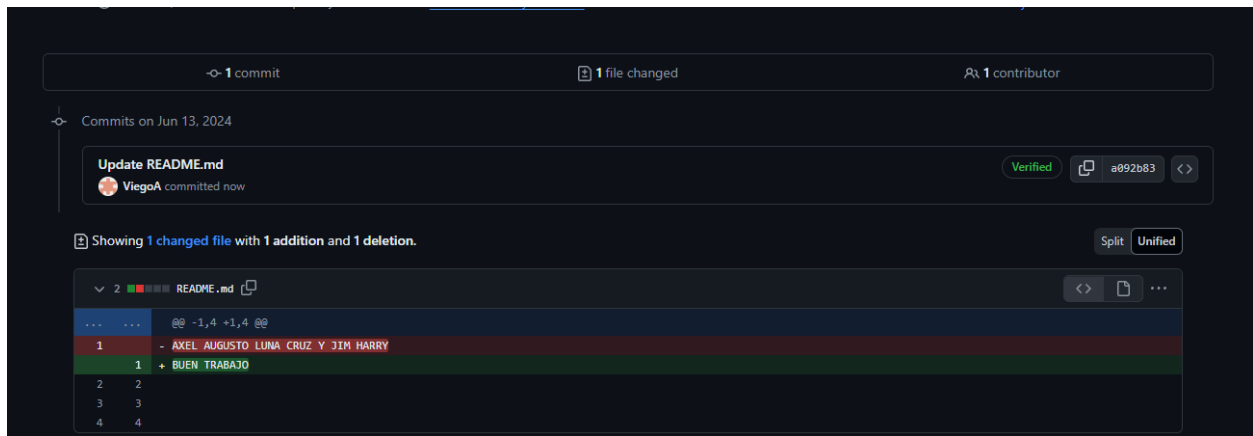 1 commit
1 file changed
1 contributor
Commits on Jun 13, 2024
Update README.md
Verified
a092b83
ViegoA committed now
Showing 1 changed file with 1 addition and 1 deletion.
Split Unified
2 README.md
... ... @@ -1,4 +1,4 @@
1 - AXEL AUGUSTO LUNA CRUZ Y JIM HARRY
1 + BUEN TRABAJO
2 2
3 3
4 4